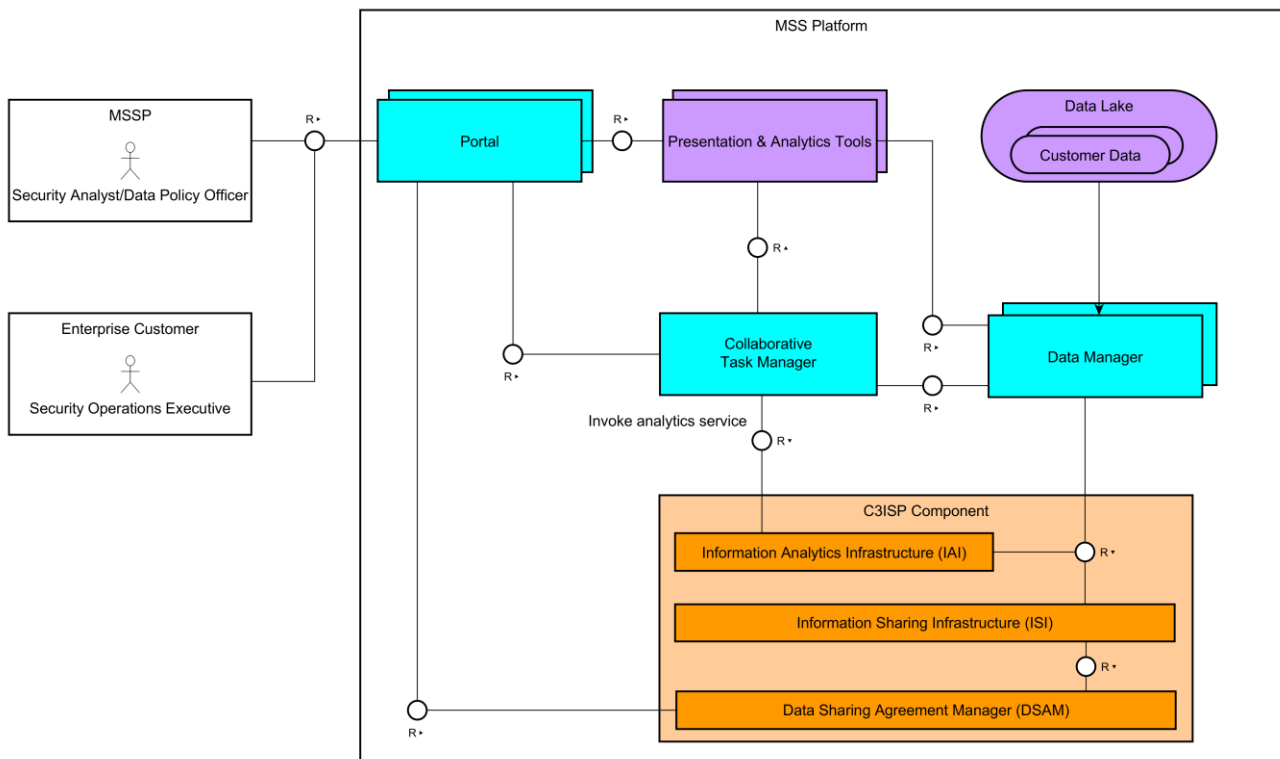 MSS Platform
MSSP
Security Analyst/Data Policy Officer
R ▸
Portal
R ▸
Presentation & Analytics Tools
Data Lake
Customer Data
R ▴
Enterprise Customer
Security Operations Executive
R ▸
Collaborative
Task Manager
R ▸
R ▸
Data Manager
Invoke analytics service
R ▾
C3ISP Component
Information Analytics Infrastructure (IAI)
R ▾
Information Sharing Infrastructure (ISI)
R ▾
Data Sharing Agreement Manager (DSAM)
R ▸